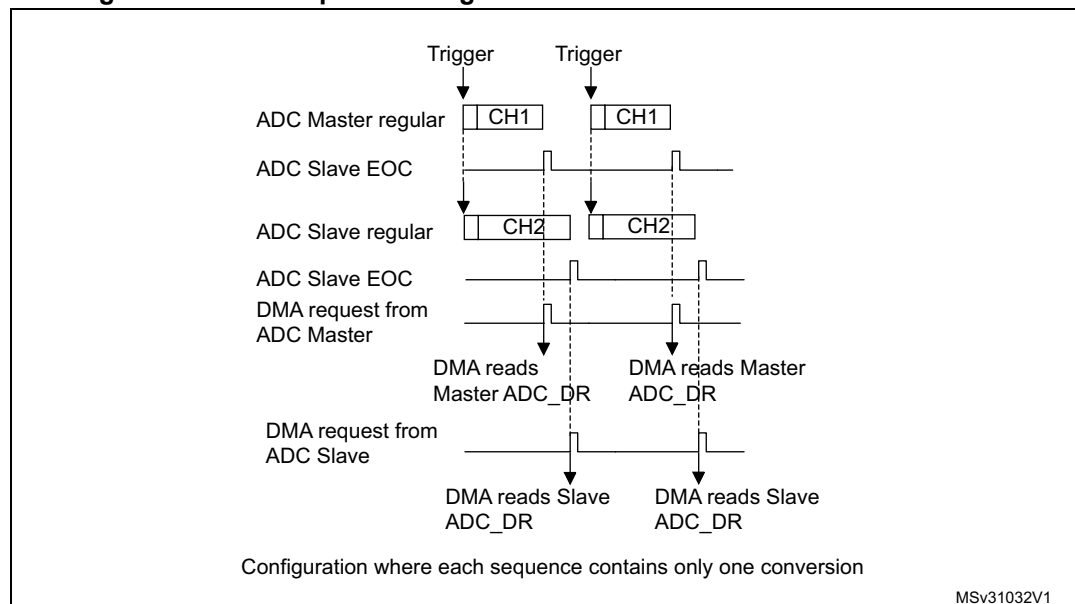 Trigger Trigger
ADC Master regular CH1 CH1
ADC Slave EOC
ADC Slave regular CH2 CH2
ADC Slave EOC
DMA request from
ADC Master
DMA reads DMA reads Master
Master ADC_DR ADC_DR
DMA request from
ADC Slave
DMA reads Slave DMA reads Slave
ADC_DR ADC_DR
Configuration where each sequence contains only one conversion
MSv31032V1